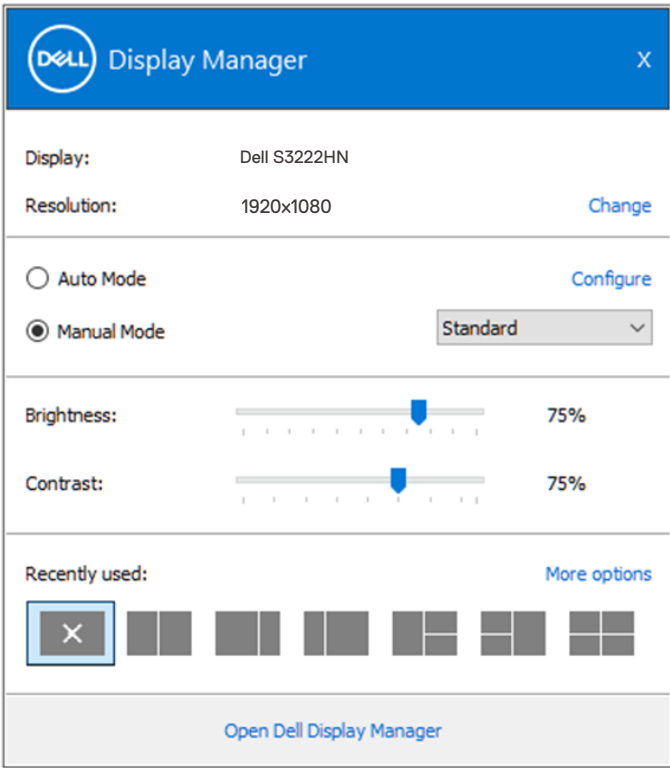 DELL Display Manager X
Display: Dell S3222HN
Resolution: 1920x1080 Change
Auto Mode Configure
Manual Mode Standard
Brightness: 75%
Contrast: 75%
Recently used: More options
Open Dell Display Manager